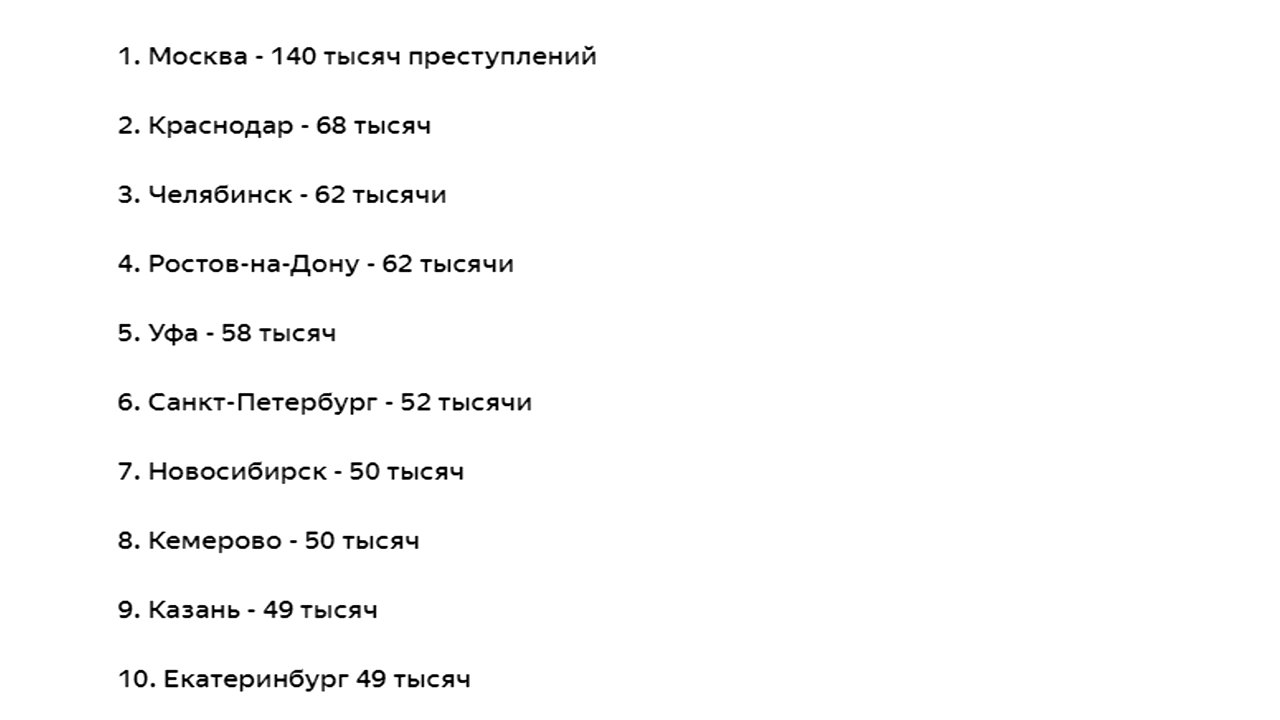 1. Москва - 140 тысяч преступлений
2. Краснодар - 68 тысяч
3. Челябинск - 62 тысячи
4. Ростов-на-Дону - 62 тысячи
5. Уфа - 58 тысяч
6. Санкт-Петербург - 52 тысячи
7. Новосибирск - 50 тысяч
8. Кемерово - 50 тысяч
9. Казань - 49 тысяч
10. Екатеринбург 49 тысяч